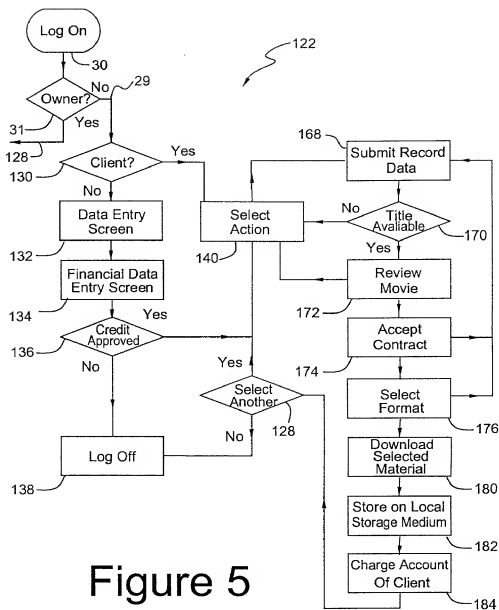 Log On
30
122
29
No
Owner?
31
Yes
128
168
Submit Record
Data
Client?
130
Yes
No
Select
Action
140
No
Title
Avaliable
170
Yes
Data Entry
Screen
132
Review
Movie
172
Financial Data
Entry Screen
134
Yes
Credit
Approved
136
No
Accept
Contract
174
Yes
Select
Another
128
No
Select
Format
176
Log Off
138
Download
Selected
Material
180
Store on Local
Storage Medium
182
Charge Account
Of Client
184
Figure 5